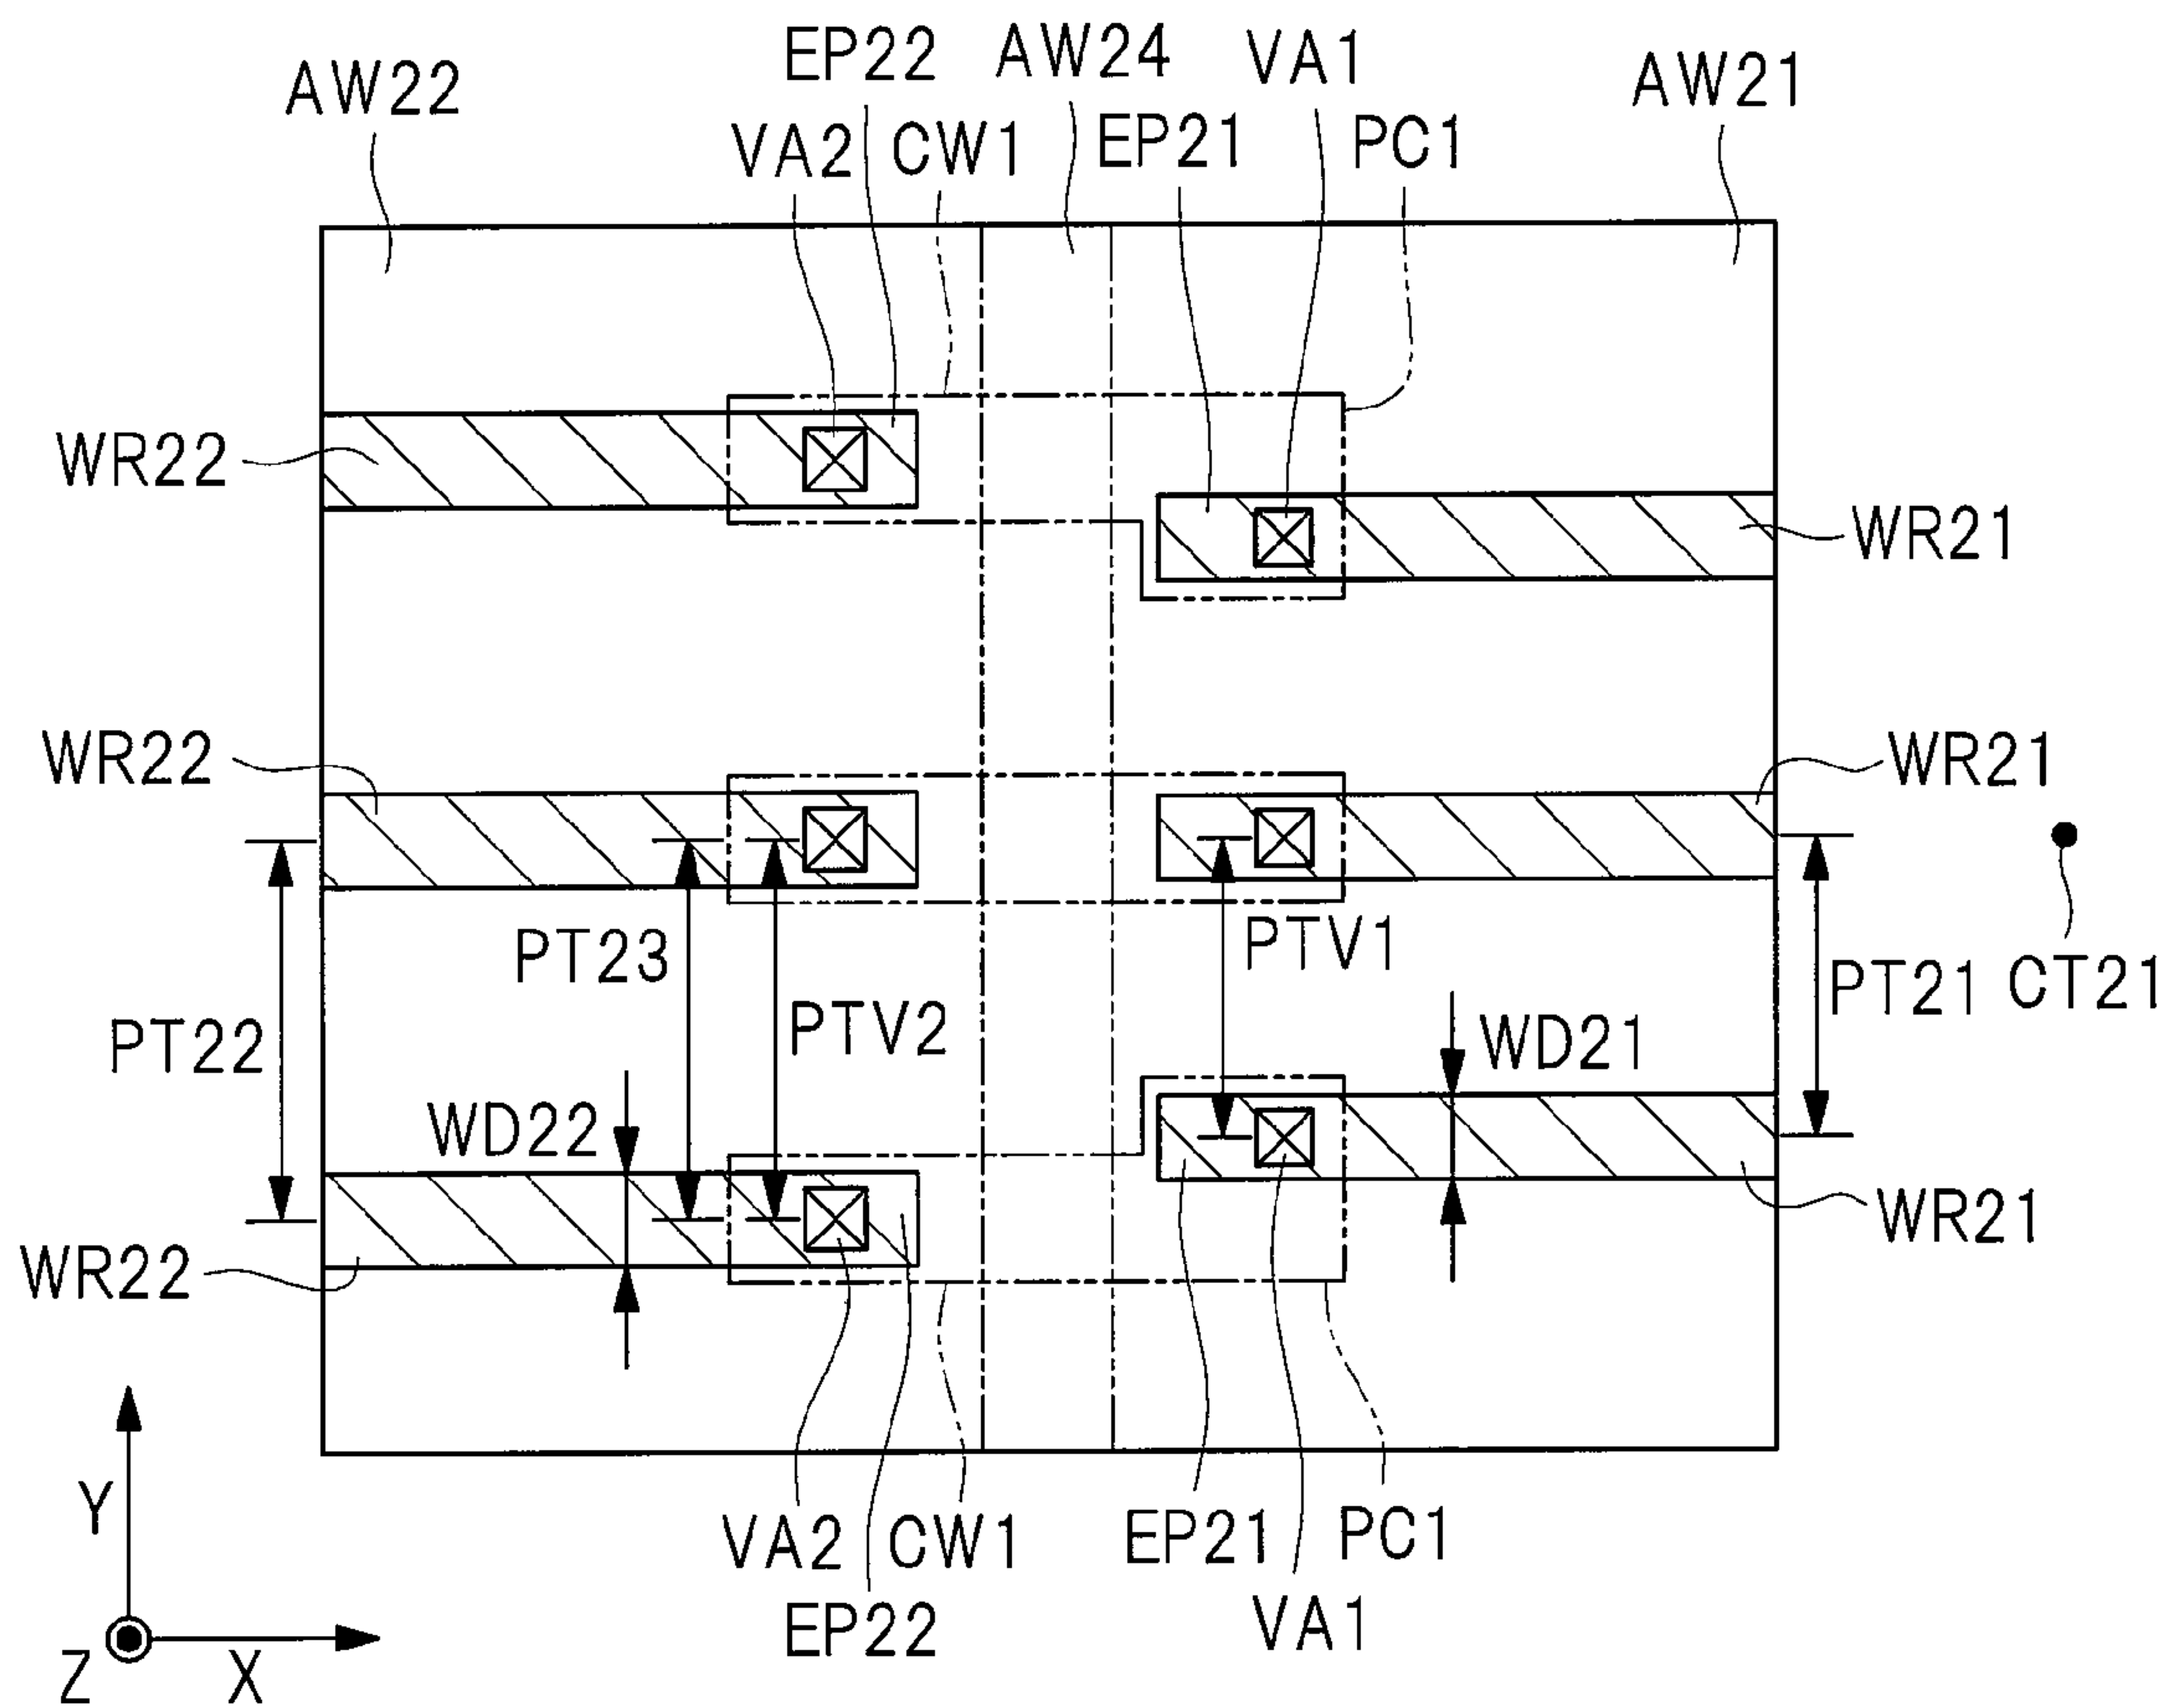 EP22 AW24 VA1
AW22 AW21
VA2 CW1 EP21 PC1
WR22
WR21
WR22 WR21
PT23 PTV1
PT22 PTV2 WD21 PT21 CT21
WD22
WR22 WR21
Y
VA2 CW1 EP21 PC1
EP22 VA1
Z X